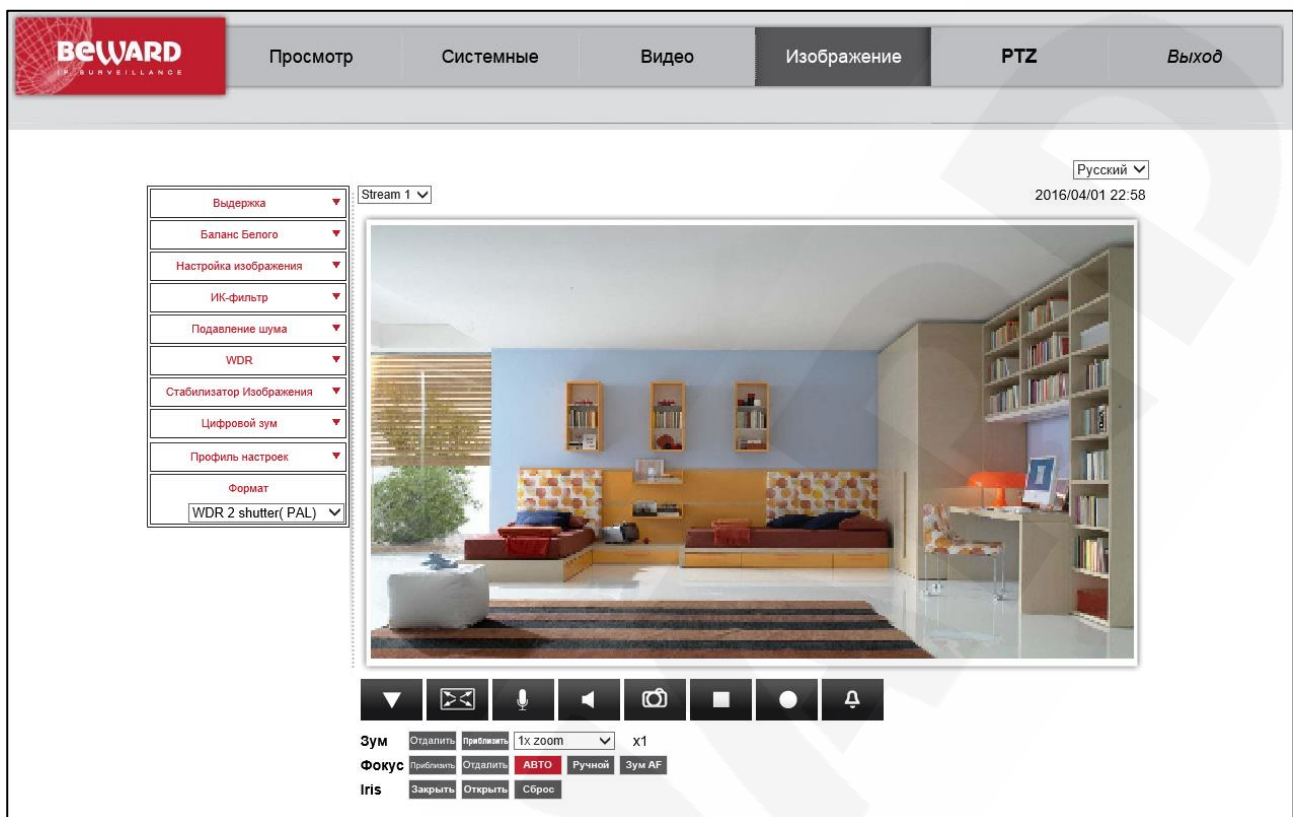 BEWARD
IP SURVEILLANCE
Просмотр
Системные
Видео
Изображение
PTZ
Выход
Русский
Stream 1
2016/04/01 22:58
Выдержка
Баланс Белого
Настройка изображения
ИК-фильтр
Подавление шума
WDR
Стабилизатор Изображения
Цифровой зум
Профиль настроек
Формат
WDR 2 shutter( PAL)
Зум Отдалить Приблизить 1x zoom x1
Фокус Приблизить Отдалить АВТО Ручной Зум AF
Iris Закрыть Открыть Сброс